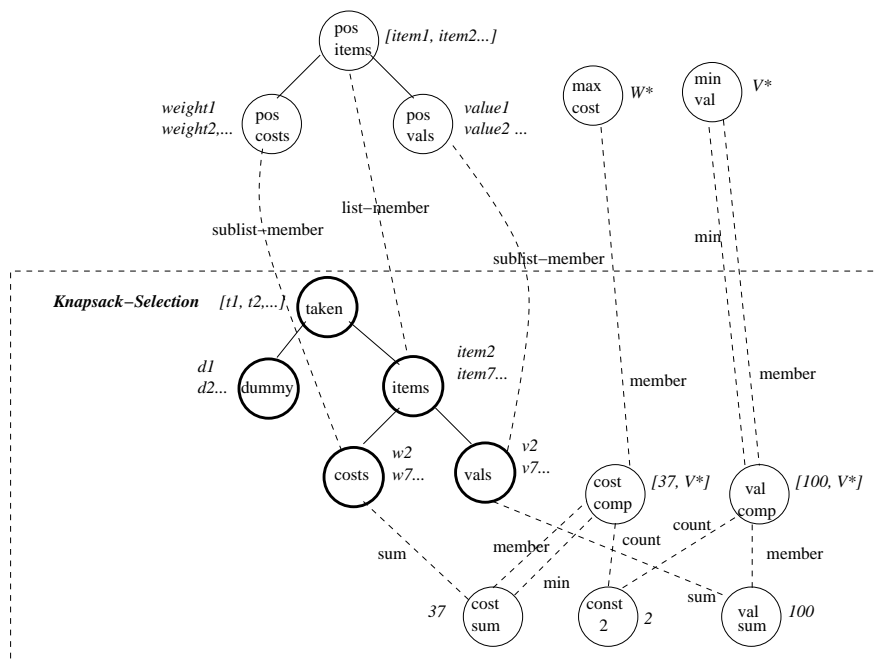 pos
items
[item1, item2...]
weight1
weight2,...
pos
costs
pos
vals
value1
value2 ...
max
cost
W*
min
val
V*
sublist-member
list-member
sublist-member
min
Knapsack-Selection
[t1, t2,...]
taken
d1
d2...
dummy
items
item2
item7...
member
member
costs
w2
w7...
vals
v2
v7...
cost
comp
[37, V*]
val
comp
[100, V*]
sum
member
count
count
member
min
sum
37
cost
sum
const
2
2
val
sum
100